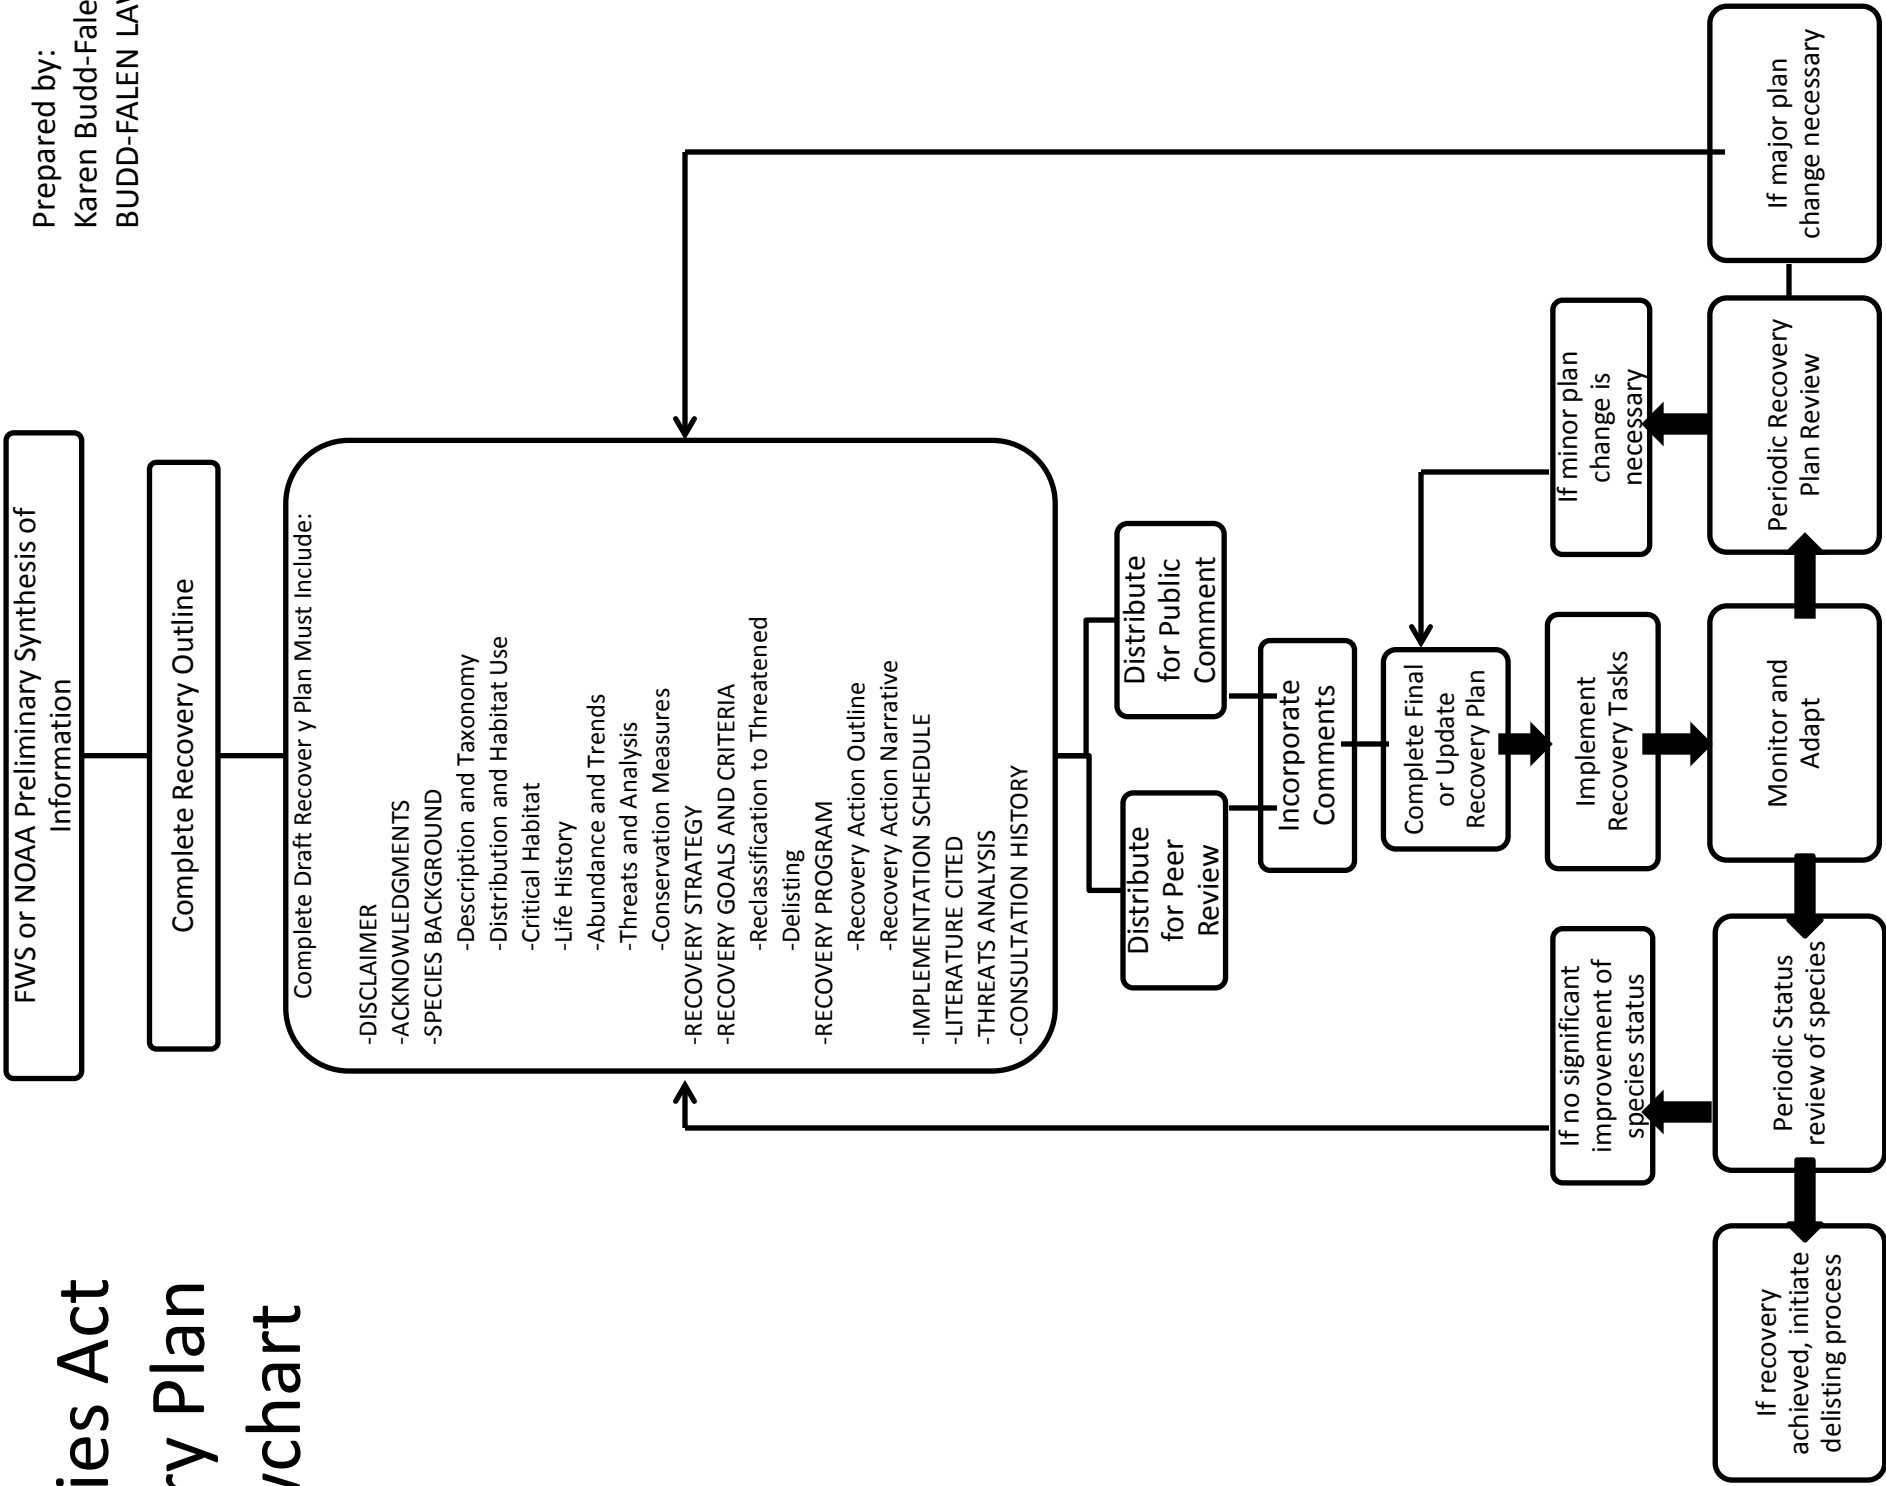 ies Act
ry Plan
chart
Prepared by:
Karen Budd-Fale
BUDD-FALEN LA
FWS or NOAA Preliminary Synthesis of
Information
Complete Recovery Outline
Complete Draft Recover y Plan Must Include:
-DISCLAIMER
-ACKNOWLEDGMENTS
-SPECIES BACKGROUND
-Description and Taxonomy
-Distribution and Habitat Use
-Critical Habitat
-Life History
-Abundance and Trends
-Threats and Analysis
-Conservation Measures
-RECOVERY STRATEGY
-RECOVERY GOALS AND CRITERIA
-Reclassification to Threatened
-Delisting
-RECOVERY PROGRAM
-Recovery Action Outline
-Recovery Action Narrative
-IMPLEMENTATION SCHEDULE
-LITERATURE CITED
-THREATS ANALYSIS
-CONSULTATION HISTORY
Distribute
for Peer
Review
Distribute
for Public
Comment
Incorporate
Comments
Complete Final
or Update
Recovery Plan
If no significant
improvement of
species status
Implement
Recovery Tasks
If minor plan
change is
necessary
If recovery
achieved, initiate
delisting process
Periodic Status
review of species
Monitor and
Adapt
Periodic Recovery
Plan Review
If major plan
change necessary